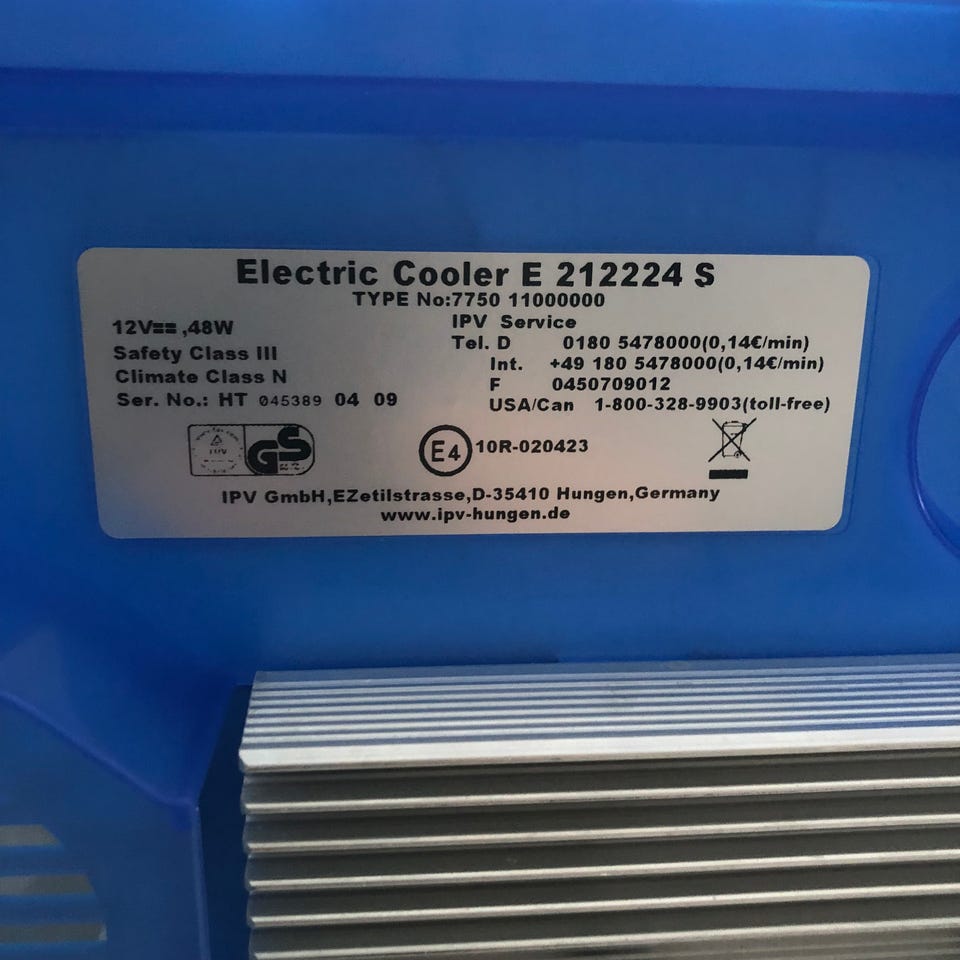 Electric Cooler E 212224 S
TYPE No:7750 11000000
12V⎓,48W
Safety Class III
Climate Class N
Ser. No.: HT 045389 04 09
IPV Service
Tel. D 0180 5478000(0,14€/min)
Int. +49 180 5478000(0,14€/min)
F 0450709012
USA/Can 1-800-328-9903(toll-free)
GS
E4 10R-020423
IPV GmbH,EZetilstrasse,D-35410 Hungen,Germany
www.ipv-hungen.de